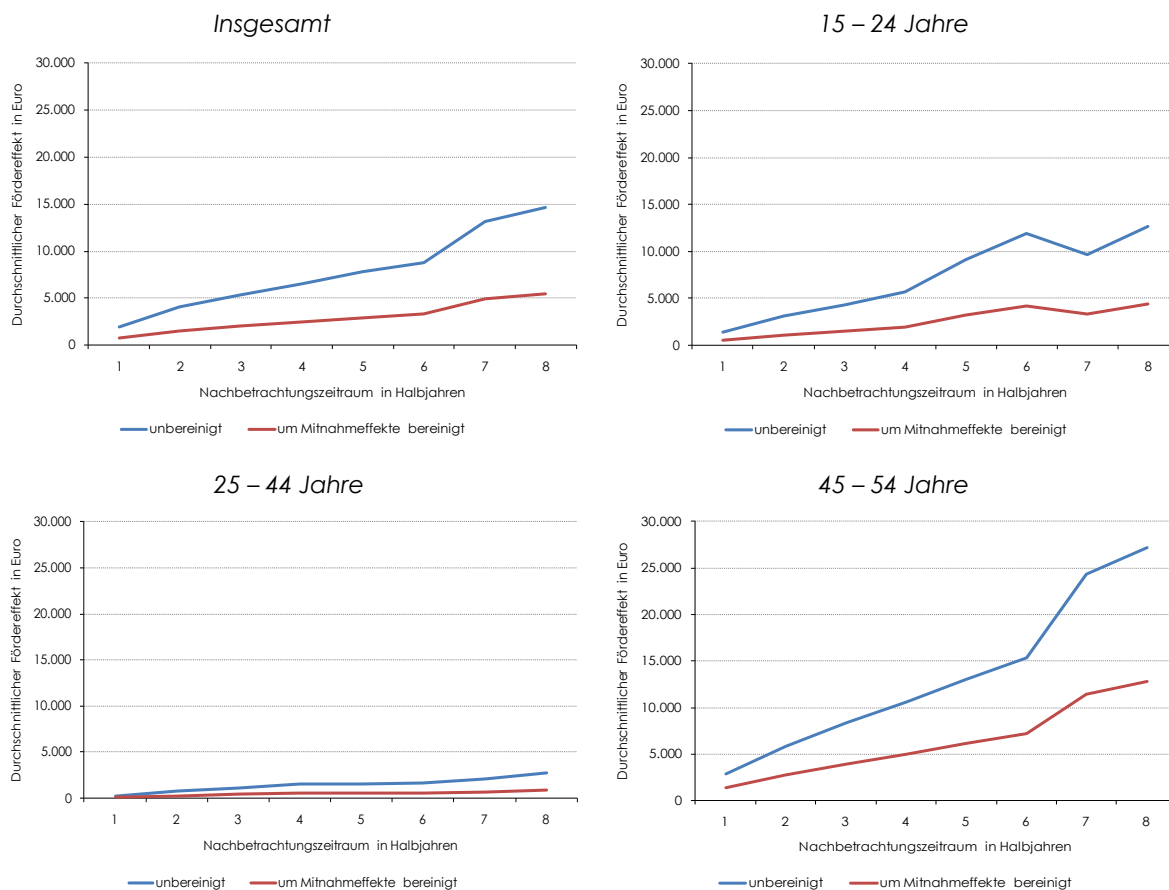 Insgesamt
Durchschnittlicher Fördereffekt in Euro
30.000
25.000
20.000
15.000
10.000
5.000
0
1 2 3 4 5 6 7 8
Nachbetrachtungszeitraum in Halbjahren
unbereinigt um Mitnahmeffekte bereinigt
15 – 24 Jahre
Durchschnittlicher Fördereffekt in Euro
30.000
25.000
20.000
15.000
10.000
5.000
0
1 2 3 4 5 6 7 8
Nachbetrachtungszeitraum in Halbjahren
unbereinigt um Mitnahmeffekte bereinigt
25 – 44 Jahre
Durchschnittlicher Fördereffekt in Euro
30.000
25.000
20.000
15.000
10.000
5.000
0
1 2 3 4 5 6 7 8
Nachbetrachtungszeitraum in Halbjahren
unbereinigt um Mitnahmeffekte bereinigt
45 – 54 Jahre
Durchschnittlicher Fördereffekt in Euro
30.000
25.000
20.000
15.000
10.000
5.000
0
1 2 3 4 5 6 7 8
Nachbetrachtungszeitraum in Halbjahren
unbereinigt um Mitnahmeffekte bereinigt